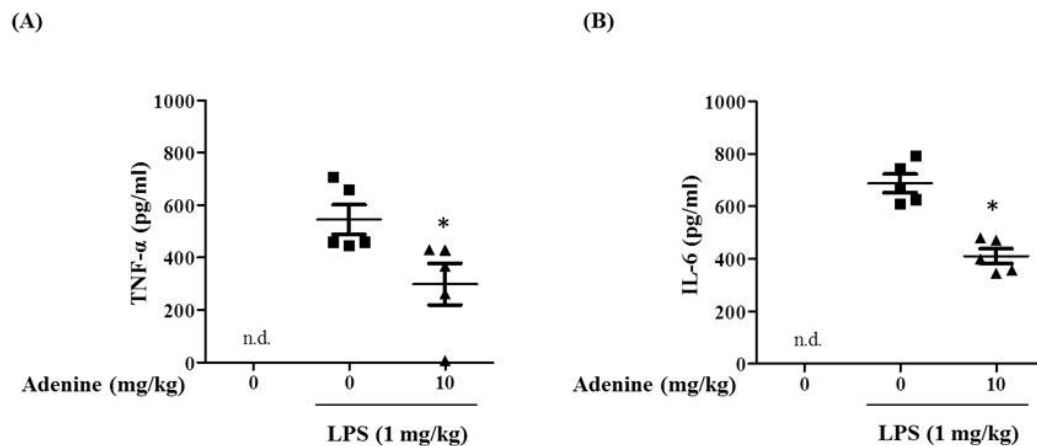 (A)
1000
800
600
400
200
0
TNF-α (pg/ml)
n.d.
*
Adenine (mg/kg)
0
0
10
LPS (1 mg/kg)
(B)
1000
800
600
400
200
0
IL-6 (pg/ml)
n.d.
*
Adenine (mg/kg)
0
0
10
LPS (1 mg/kg)